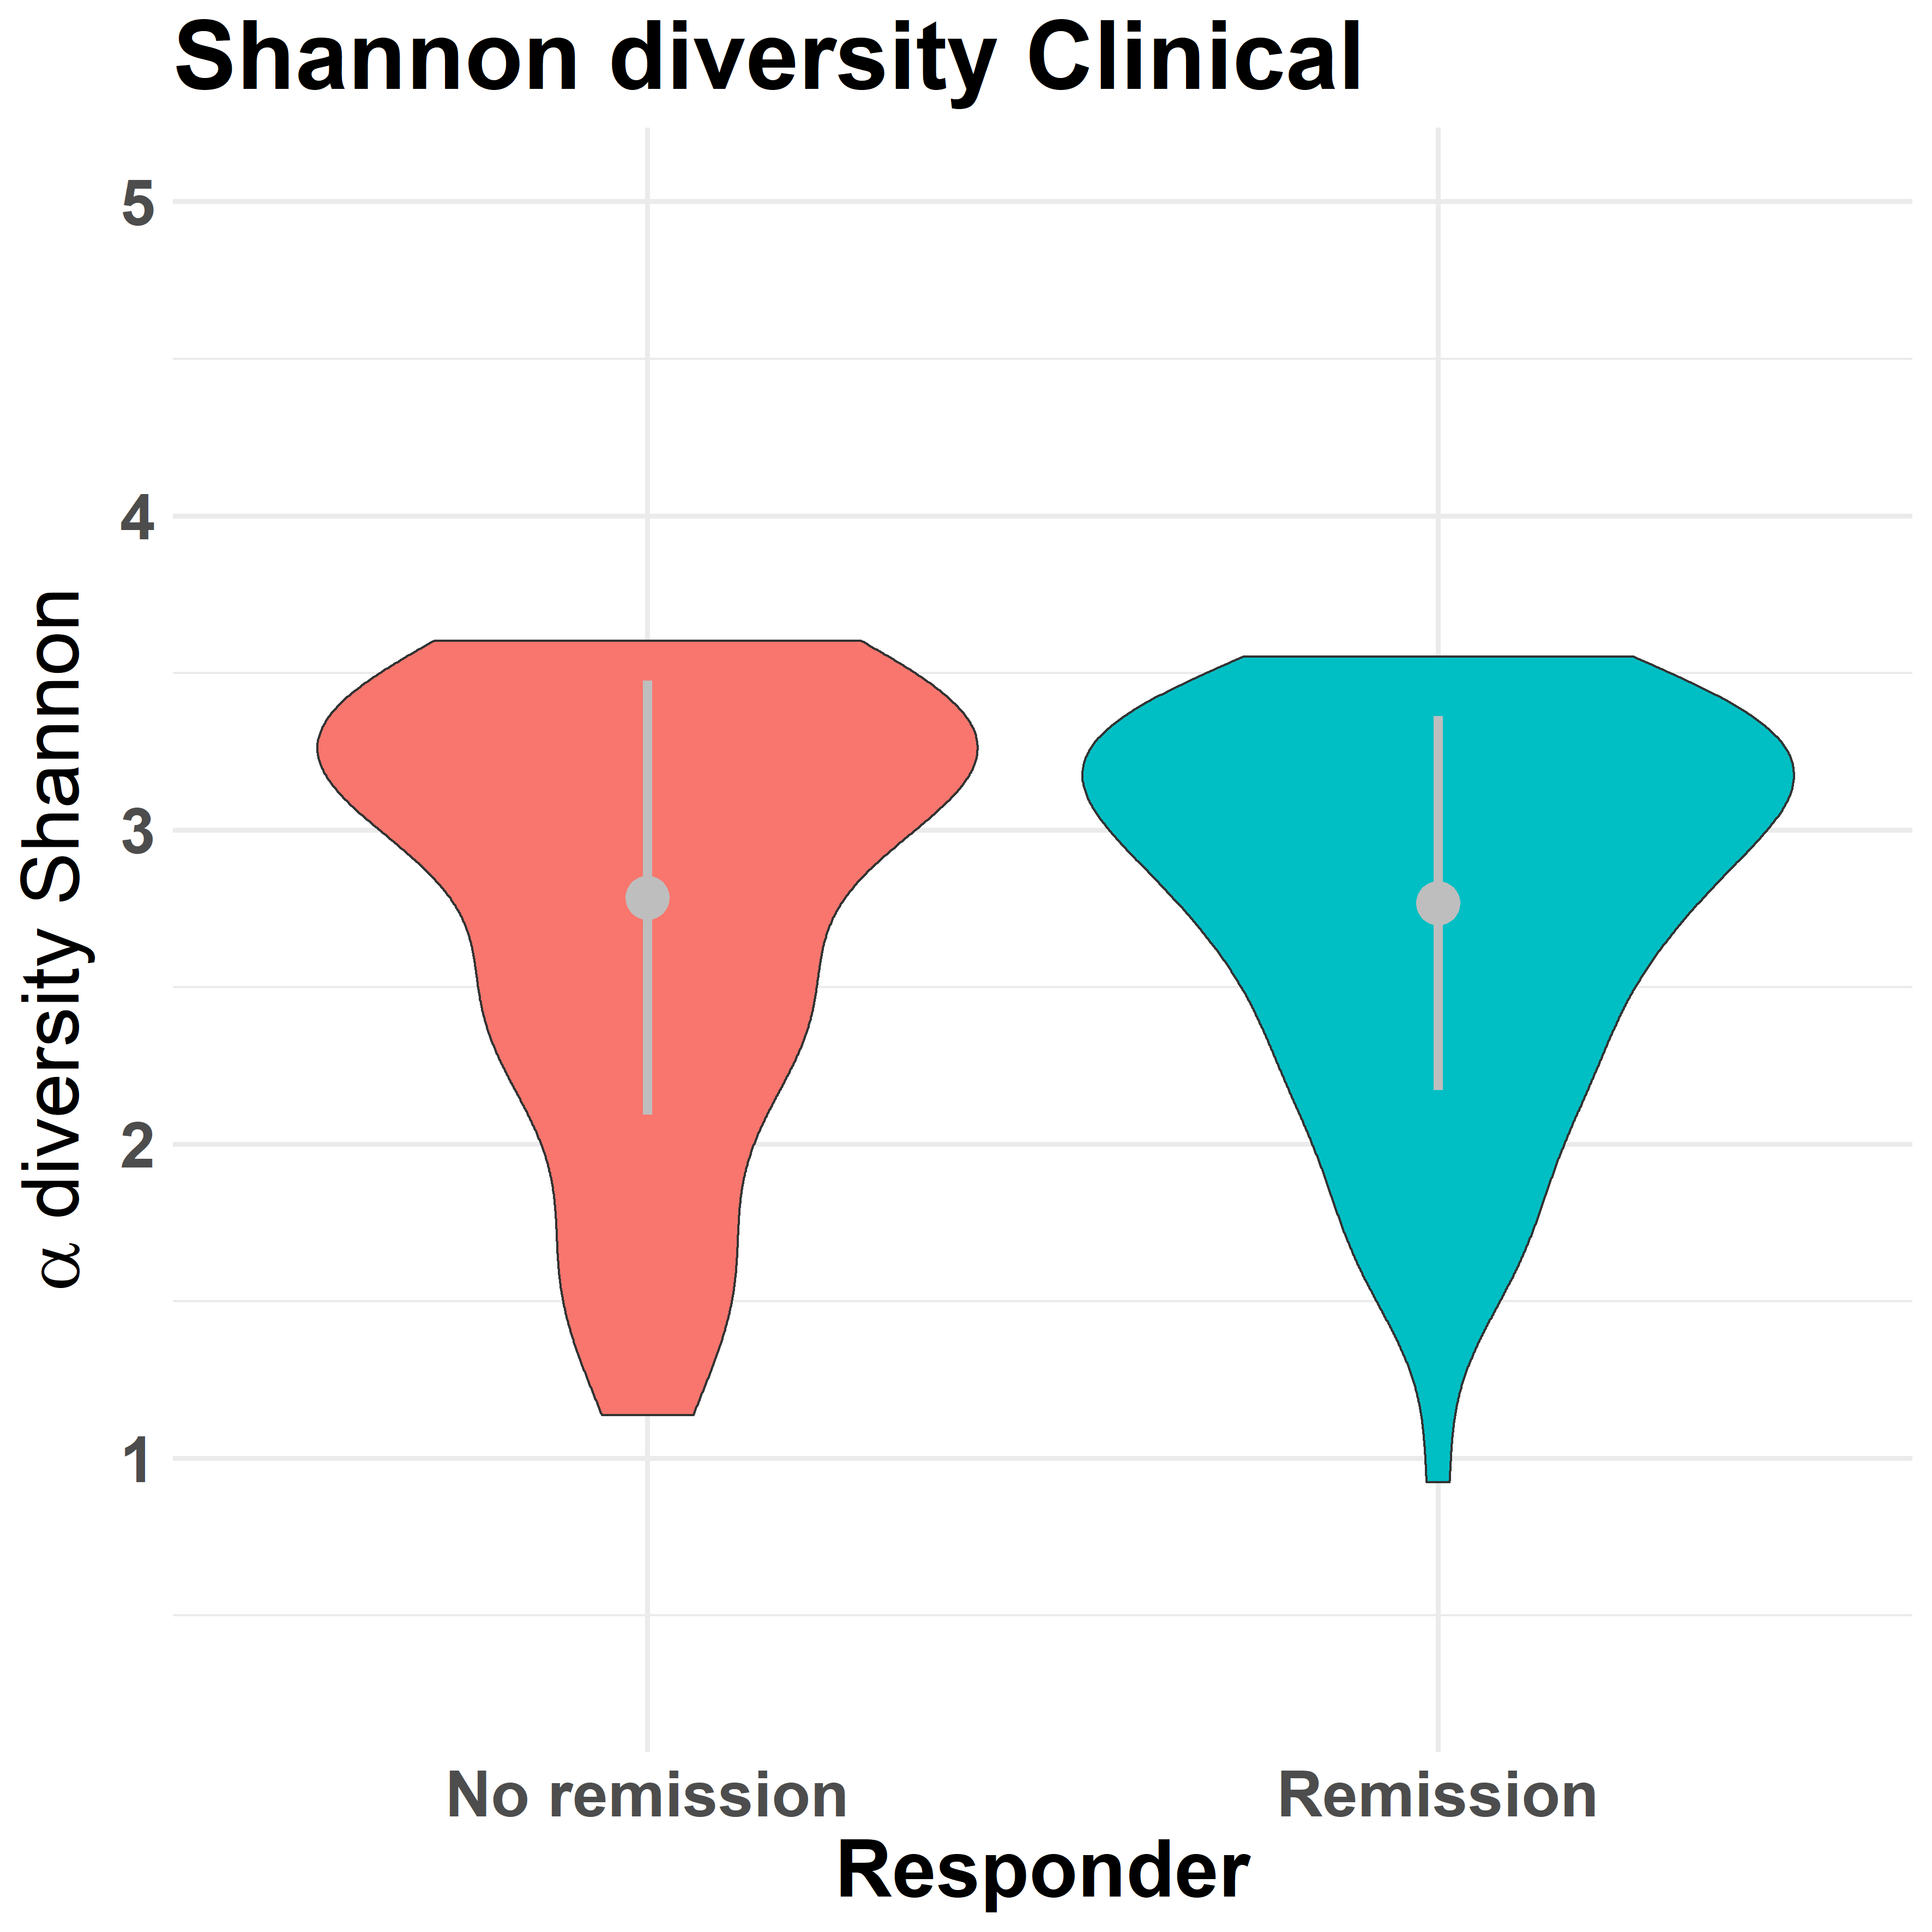 Shannon diversity Clinical
α diversity Shannon
5
4
3
2
1
No remission
Remission
Responder